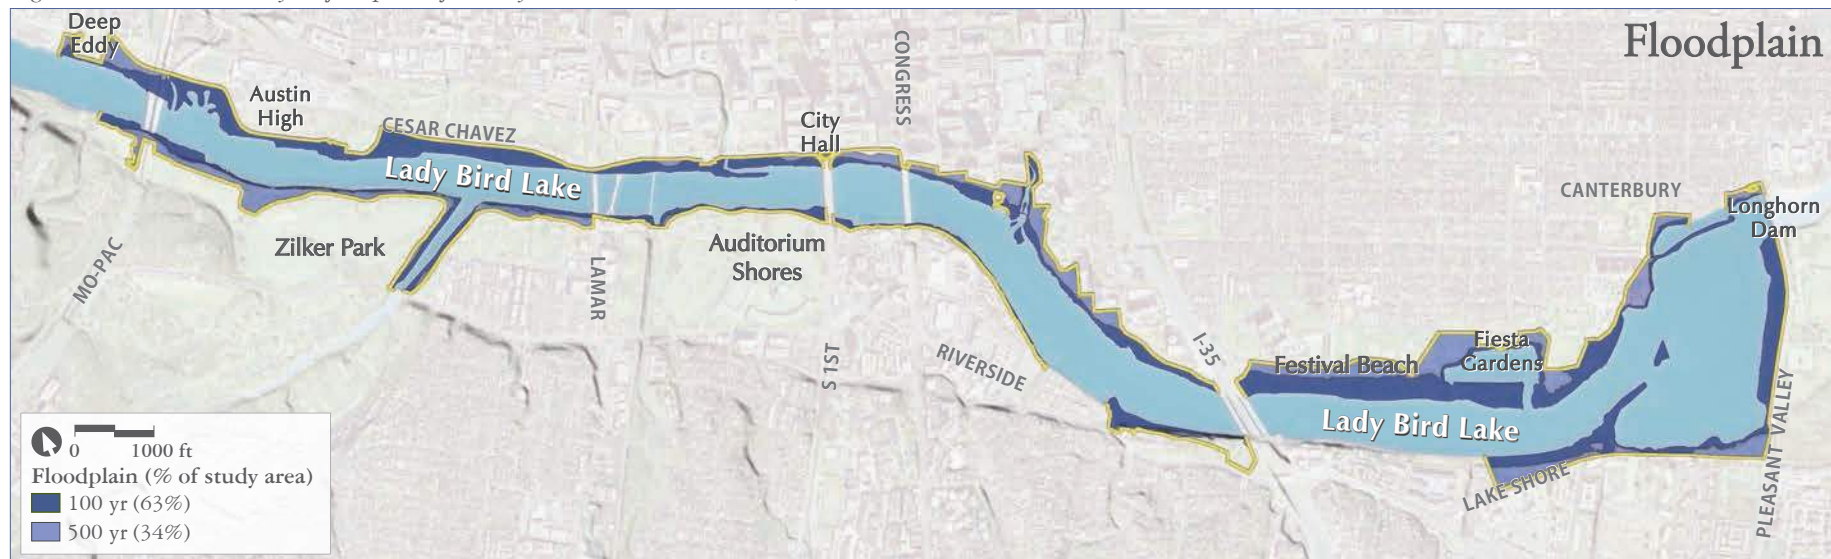 Floodplain
Deep
Eddy
Austin
High
CESAR CHAVEZ
City
Hall
CONGRESS
Lady Bird Lake
Zilker Park
MO-PAC
LAMAR
Auditorium
Shores
S 1ST
RIVERSIDE
I-35
Festival Beach
Fiesta
Gardens
CANTERBURY
Longhorn
Dam
Lady Bird Lake
LAKE SHORE
PLEASANT VALLEY
0 1000 ft
Floodplain (% of study area)
100 yr (63%)
500 yr (34%)